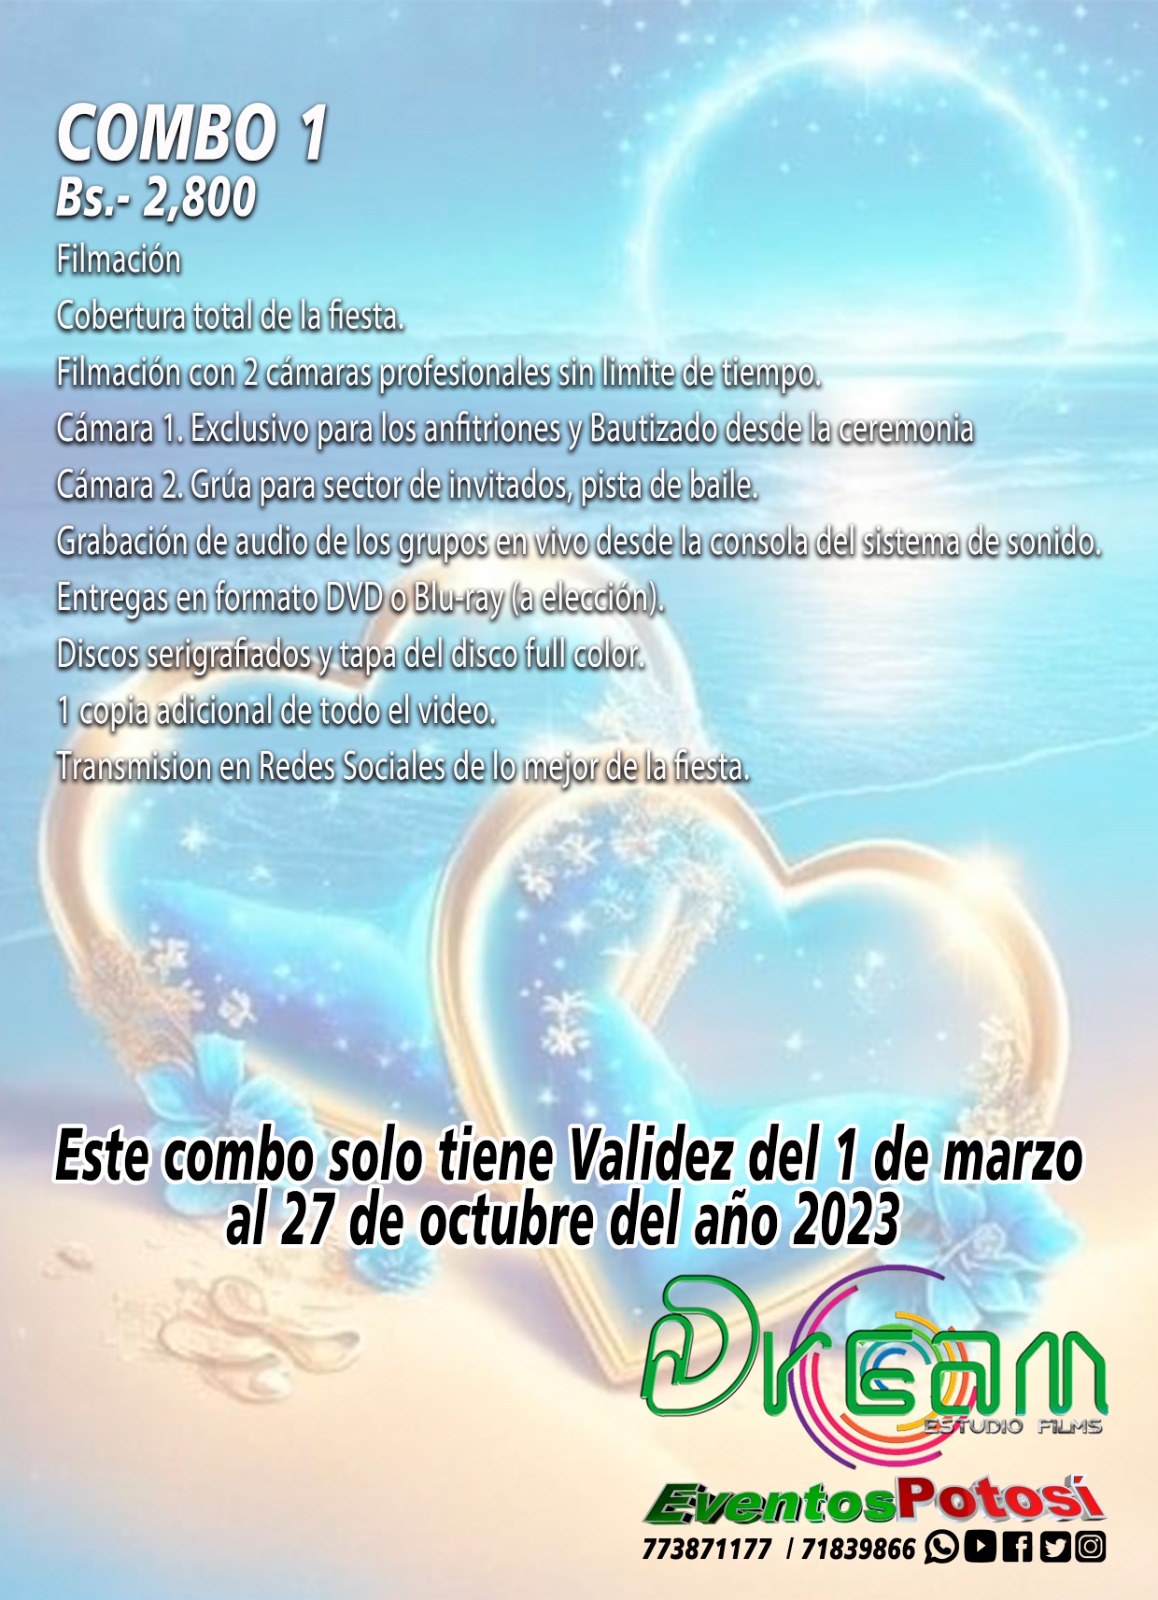 COMBO 1
Bs.- 2,800
Filmación
Cobertura total de la fiesta.
Filmación con 2 cámaras profesionales sin limite de tiempo.
Cámara 1. Exclusivo para los anfitriones y Bautizado desde la ceremonia
Cámara 2. Grúa para sector de invitados, pista de baile.
Grabación de audio de los grupos en vivo desde la consola del sistema de sonido.
Entregas en formato DVD o Blu-ray (a elección).
Discos serigrafiados y tapa del disco full color.
1 copia adicional de todo el video.
Transmision en Redes Sociales de lo mejor de la fiesta.
Este combo solo tiene Validez del 1 de marzo
al 27 de octubre del año 2023
Dream
ESTUDIO FILMS
EventosPotosí
773871177 / 71839866